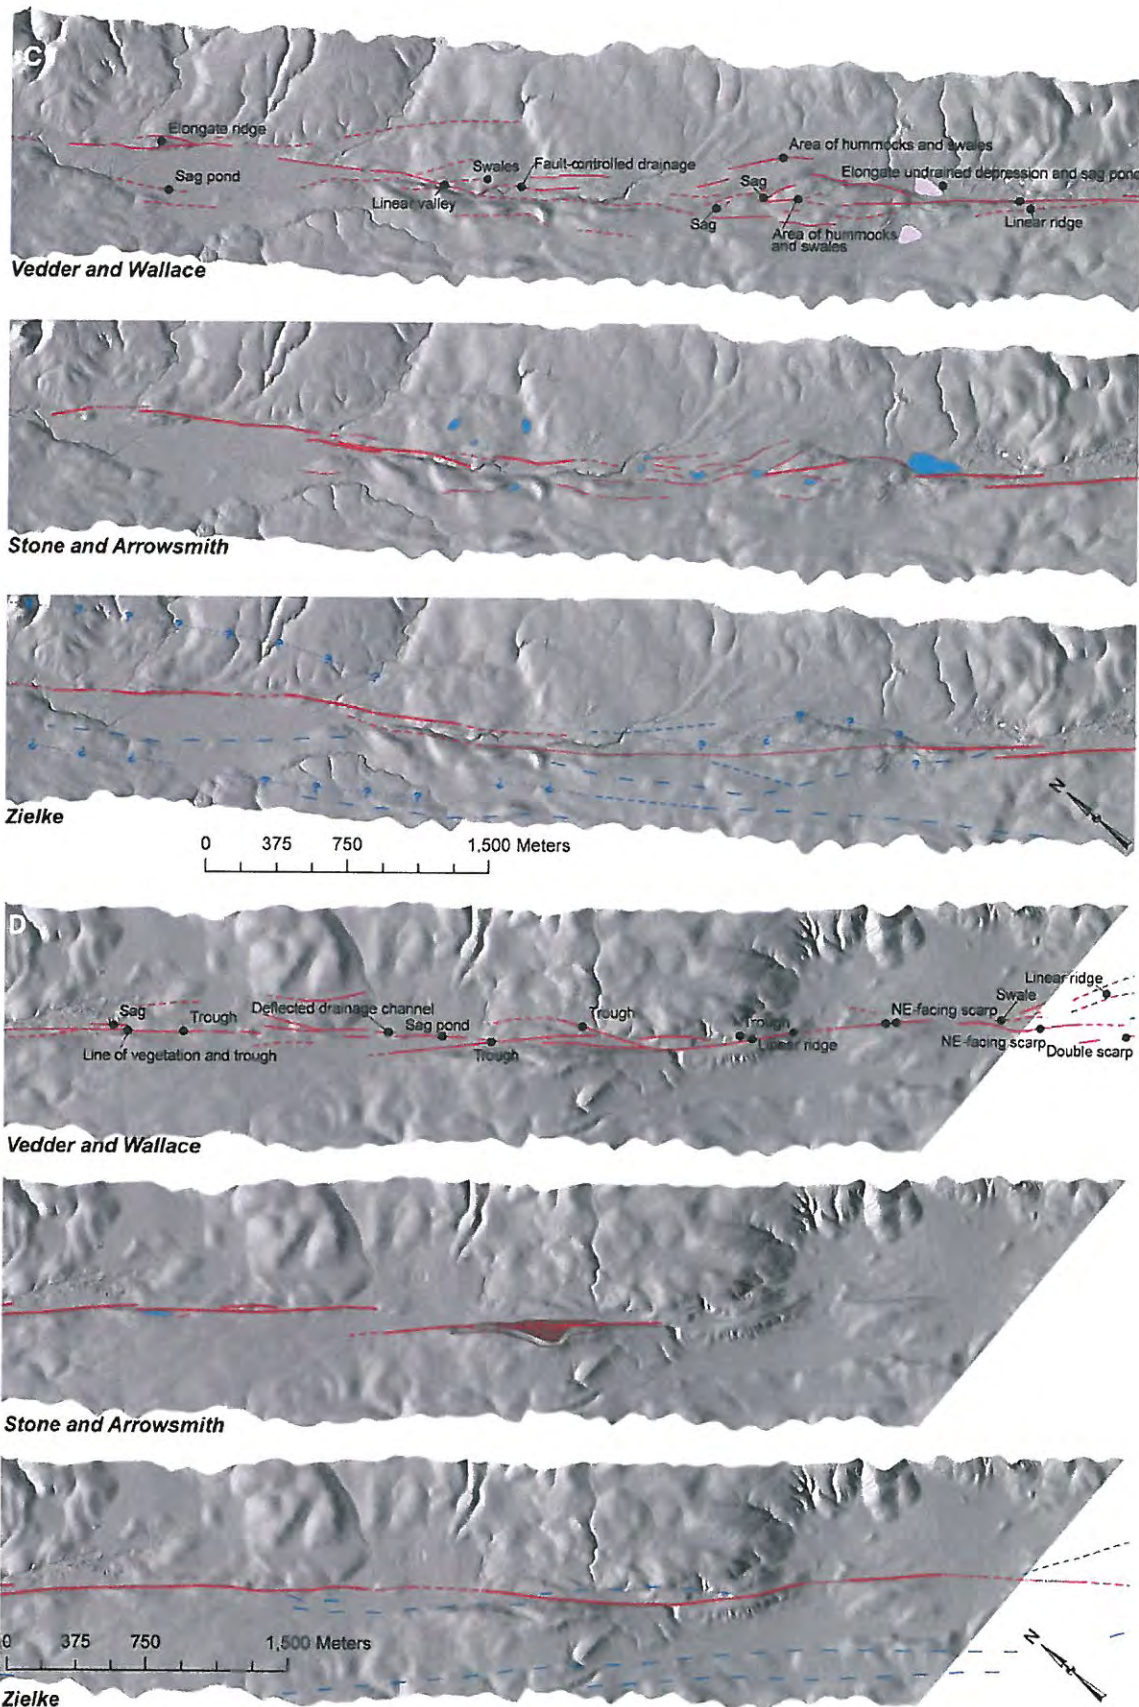 C
Elongate ridge
Sag pond
Swales
Fault-controlled drainage
Linear valley
Area of hummocks and swales
Elongate undrained depression and sag pond
Sag
Sag
Area of hummocks
and swales
Linear ridge
Vedder and Wallace
Stone and Arrowsmith
? ? ? ? ? ? ?
? ? ? ? ?
? ? ? ? ? ? ? ? ?
Zielke
N
0 375 750 1,500 Meters
D
Sag
Trough
Deflected drainage channel
Sag pond
Line of vegetation and trough
Trough
Trough
Trough
Linear ridge
NE-facing scarp
Swale
Linear ridge
NE-facing scarp
Double scarp
Vedder and Wallace
Stone and Arrowsmith
0 375 750 1,500 Meters
N
Zielke